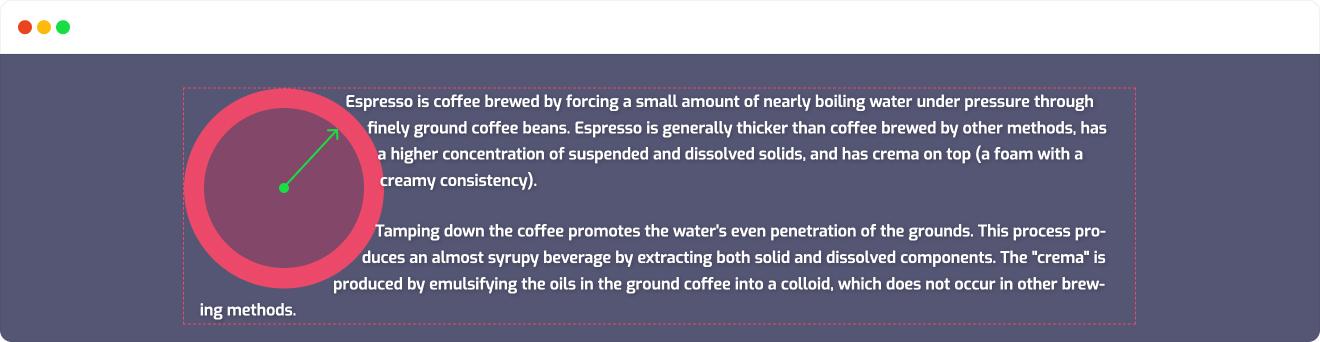 Espresso is coffee brewed by forcing a small amount of nearly boiling water under pressure through
finely ground coffee beans. Espresso is generally thicker than coffee brewed by other methods, has
a higher concentration of suspended and dissolved solids, and has crema on top (a foam with a
creamy consistency).
Tamping down the coffee promotes the water's even penetration of the grounds. This process pro-
duces an almost syrupy beverage by extracting both solid and dissolved components. The "crema" is
produced by emulsifying the oils in the ground coffee into a colloid, which does not occur in other brew-
ing methods.